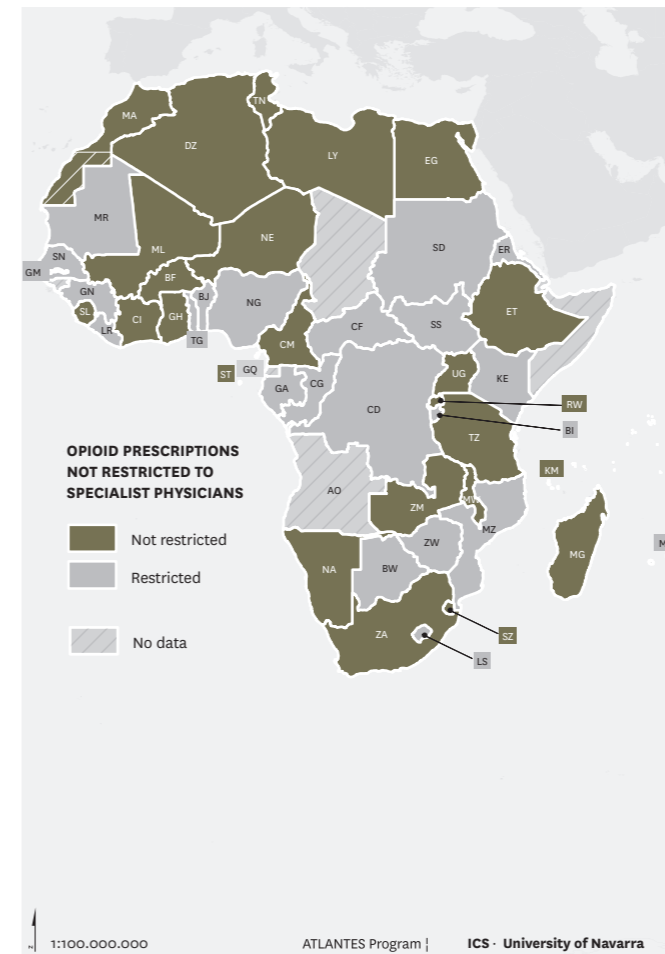 MA
TN
DZ
LY
EG
MR
ML
NE
SD
ER
SN
GM
BF
GN
BJ
NG
SL
CI
GH
ET
LR
TG
CM
CF
SS
ST
GQ
UG
KE
GA
CG
CD
RW
BI
TZ
KM
AO
ZM
MW
MZ
ZW
MG
M
NA
BW
ZA
SZ
LS
OPIOID PRESCRIPTIONS
NOT RESTRICTED TO
SPECIALIST PHYSICIANS
Not restricted
Restricted
No data
N
1:100.000.000
ATLANTES Program ¦ ICS · University of Navarra